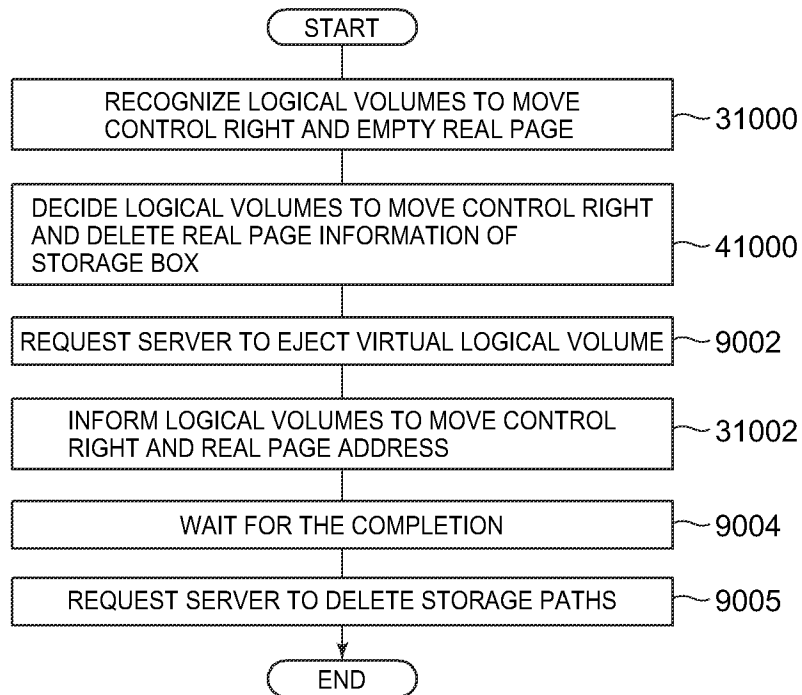 START
RECOGNIZE LOGICAL VOLUMES TO MOVE
CONTROL RIGHT AND EMPTY REAL PAGE
31000
DECIDE LOGICAL VOLUMES TO MOVE CONTROL RIGHT
AND DELETE REAL PAGE INFORMATION OF
STORAGE BOX
41000
REQUEST SERVER TO EJECT VIRTUAL LOGICAL VOLUME
9002
INFORM LOGICAL VOLUMES TO MOVE CONTROL
RIGHT AND REAL PAGE ADDRESS
31002
WAIT FOR THE COMPLETION
9004
REQUEST SERVER TO DELETE STORAGE PATHS
9005
END